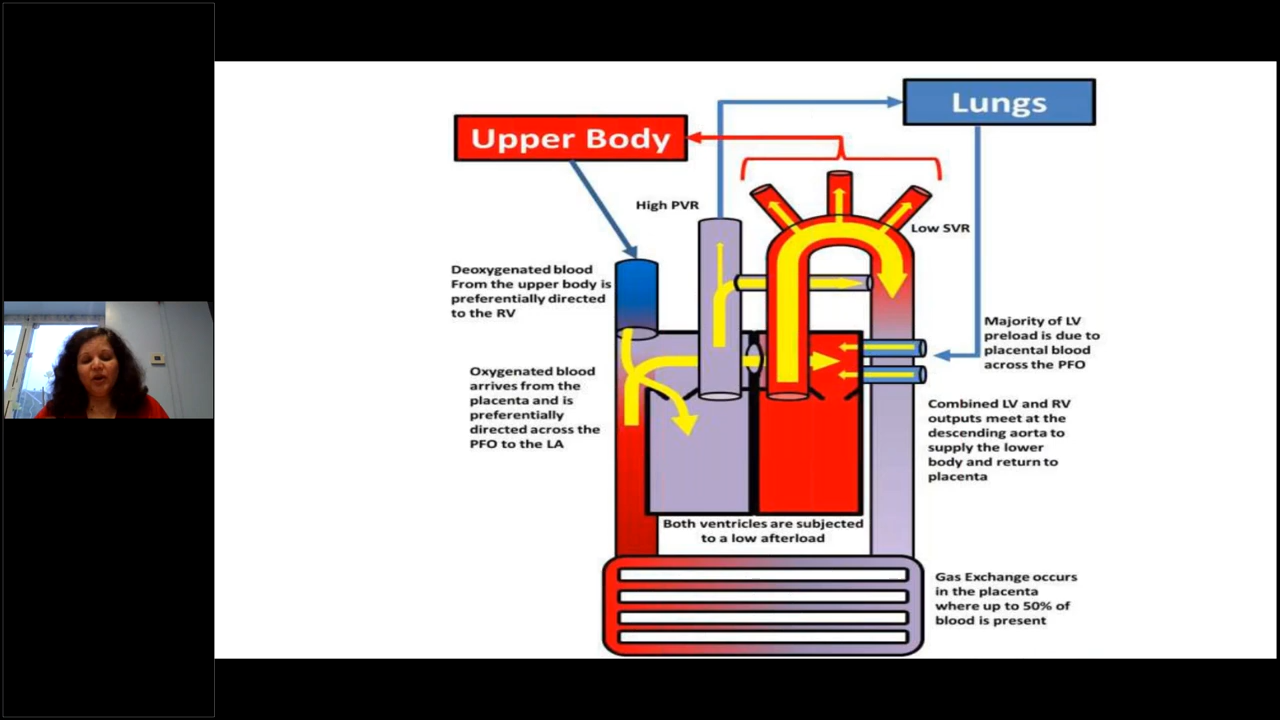 Lungs
Upper Body
High PVR
Low SVR
Deoxygenated blood
From the upper body is
preferentially directed
to the RV
Majority of LV
preload is due to
placental blood
across the PFO
Oxygenated blood
arrives from the
placenta and is
preferentially
directed across the
PFO to the LA
Combined LV and RV
outputs meet at the
descending aorta to
supply the lower
body and return to
placenta
Both ventricles are subjected
to a low afterload
Gas Exchange occurs
in the placenta
where up to 50% of
blood is present